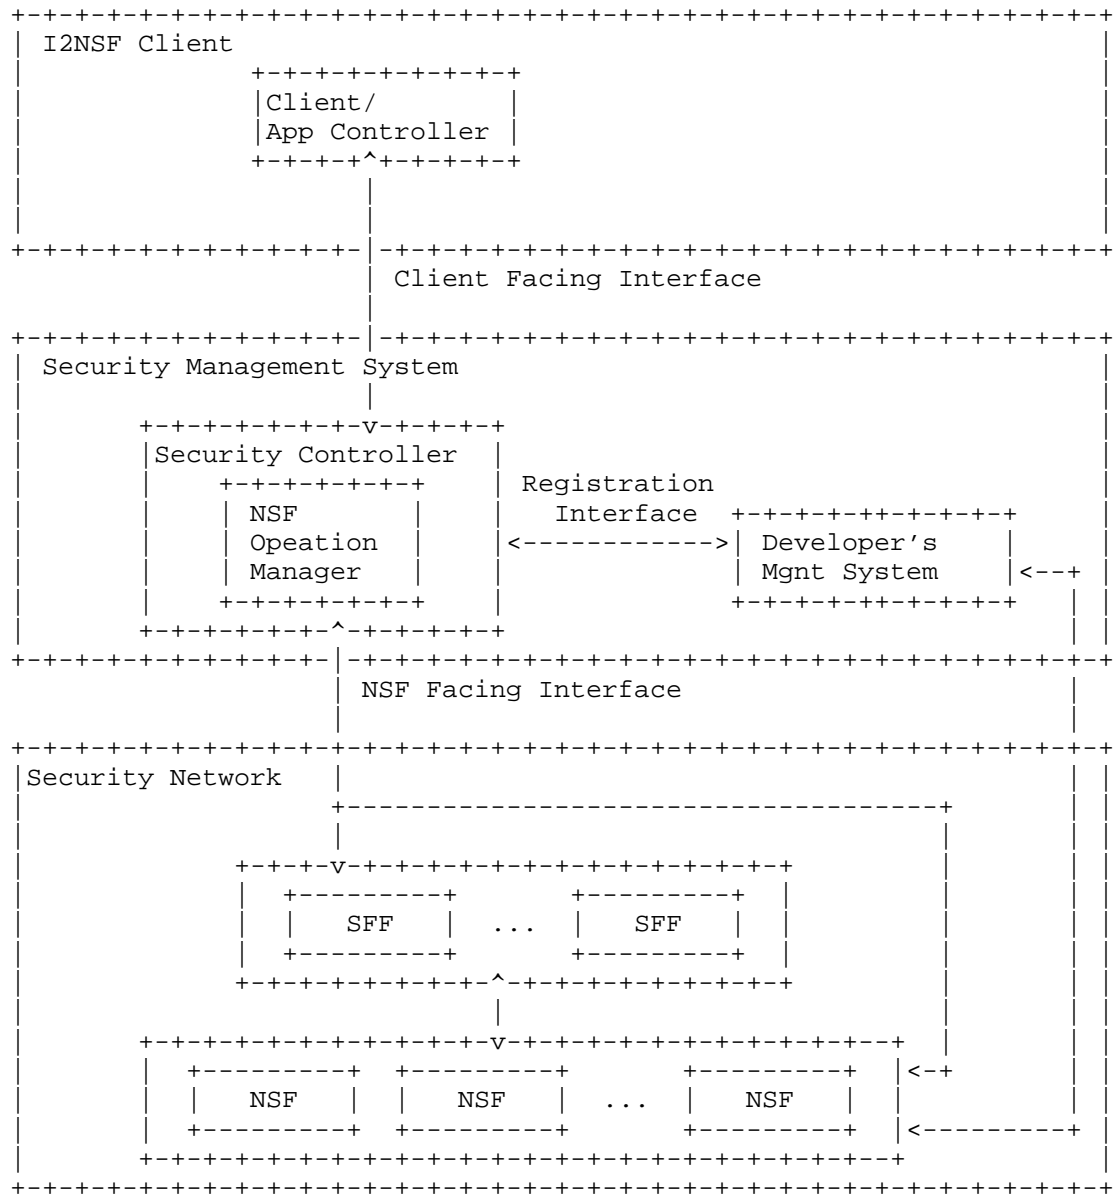 I2NSF Client
Client/
App Controller
Client Facing Interface
Security Management System
Security Controller
Registration
NSF
Interface
Opeation
Developer's
Manager
Mgnt System
NSF Facing Interface
Security Network
SFF ... SFF
NSF NSF ... NSF